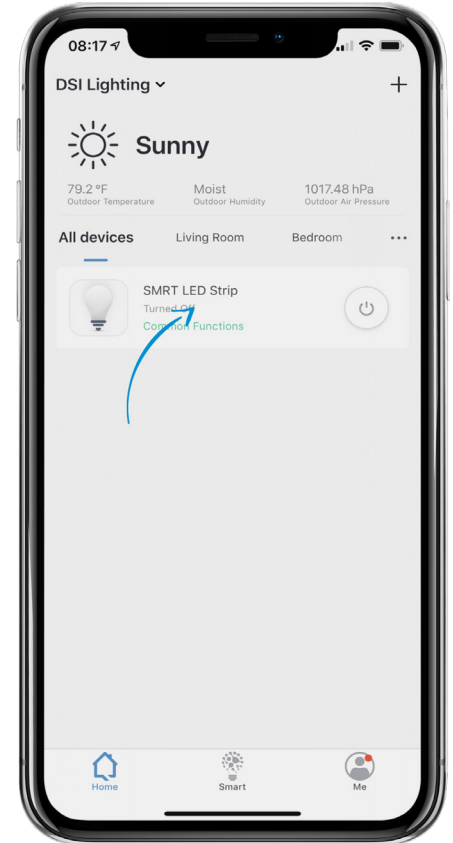 08:17
DSI Lighting
Sunny
79.2 °F Moist 1017.48 hPa
Outdoor Temperature Outdoor Humidity Outdoor Air Pressure
All devices Living Room Bedroom ...
SMRT LED Strip
Turned Off
Common Functions
Home Smart Me